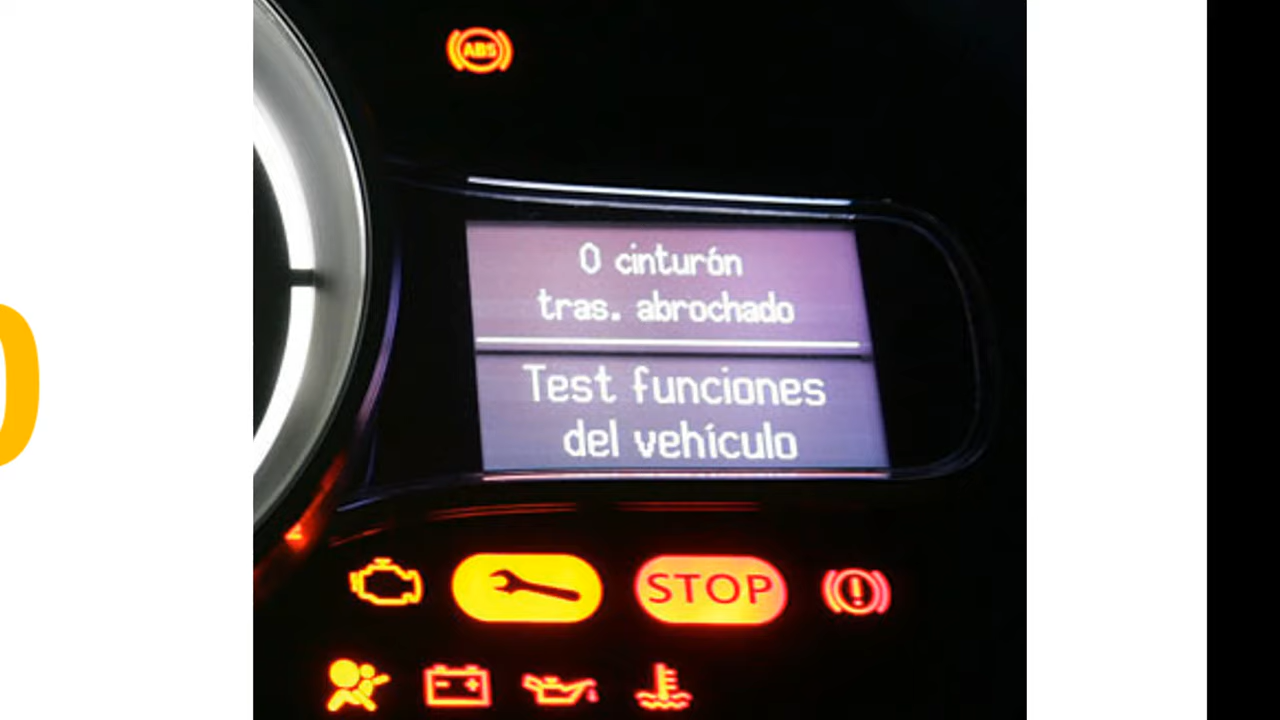 ABS
0 cinturón
tras. abrochado
Test funciones
del vehículo
STOP